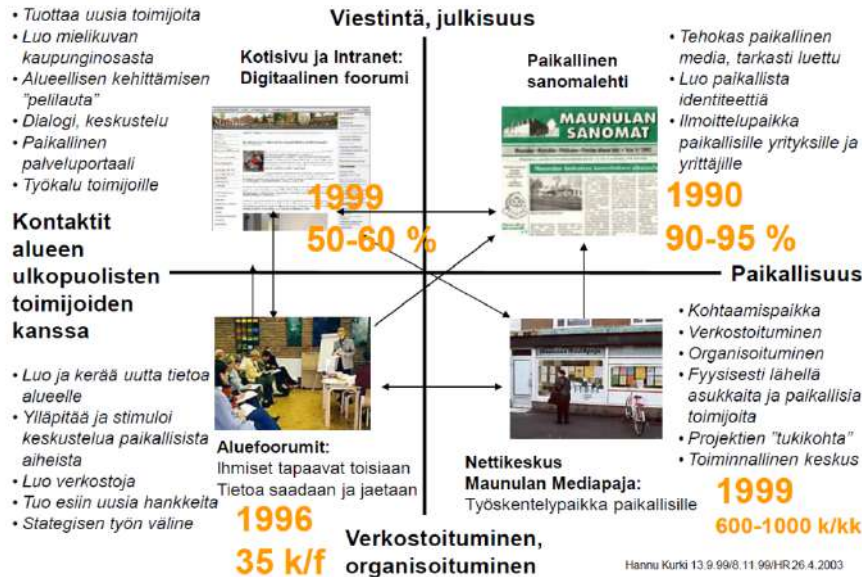 Viestintä, julkisuus
• Tuottaa uusia toimijoita
• Luo mielikuvan
kaupunginosasta
• Alueellisen kehittämisen
"pelilauta"
• Dialogi, keskustelu
• Paikallinen
palveluportaali
• Työkalu toimijoille
Kotisivu ja Intranet:
Digitaalinen foorumi
1999
50-60 %
Paikallinen
sanomalehti
MAUNULAN
SANOMAT
• Tehokas paikallinen
media, tarkasti luettu
• Luo paikallista
identiteettiä
• Ilmoittelupaikka
paikallisille yrityksille ja
yrittäjille
1990
90-95 %
Kontaktit
alueen
ulkopuolisten
toimijoiden
kanssa
Paikallisuus
• Luo ja kerää uutta tietoa
alueelle
• Ylläpitää ja stimuloi
keskustelua paikallisista
aiheista
• Luo verkostoja
• Tuo esiin uusia hankkeita
• Stategisen työn väline
Aluefoorumit:
Ihmiset tapaavat toisiaan
Tietoa saadaan ja jaetaan
1996
35 k/f
Nettikeskus
Maunulan Mediapaja:
Työskentelypaikka paikallisille
• Kohtaamispaikka
• Verkostoituminen
• Organisoituminen
• Fyysisesti lähellä
asukkaita ja paikallisia
toimijoita
• Projektien "tukikohta"
• Toiminnallinen keskus
1999
600-1000 k/kk
Verkostoituminen,
organisoituminen
Hannu Kurki 13.9.99/8.11.99/HR 26.4.2003